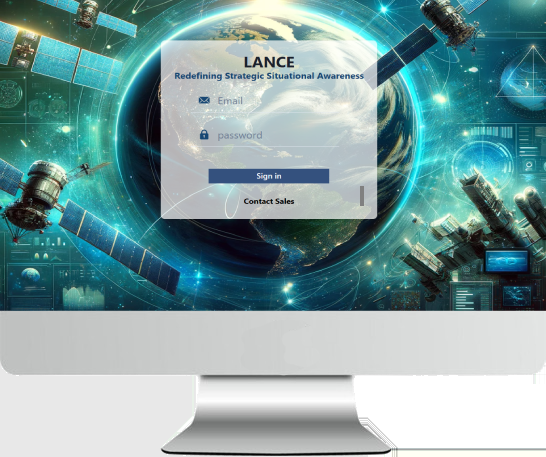 LANCE
Redefining Strategic Situational Awareness
Email
password
Sign in
Contact Sales